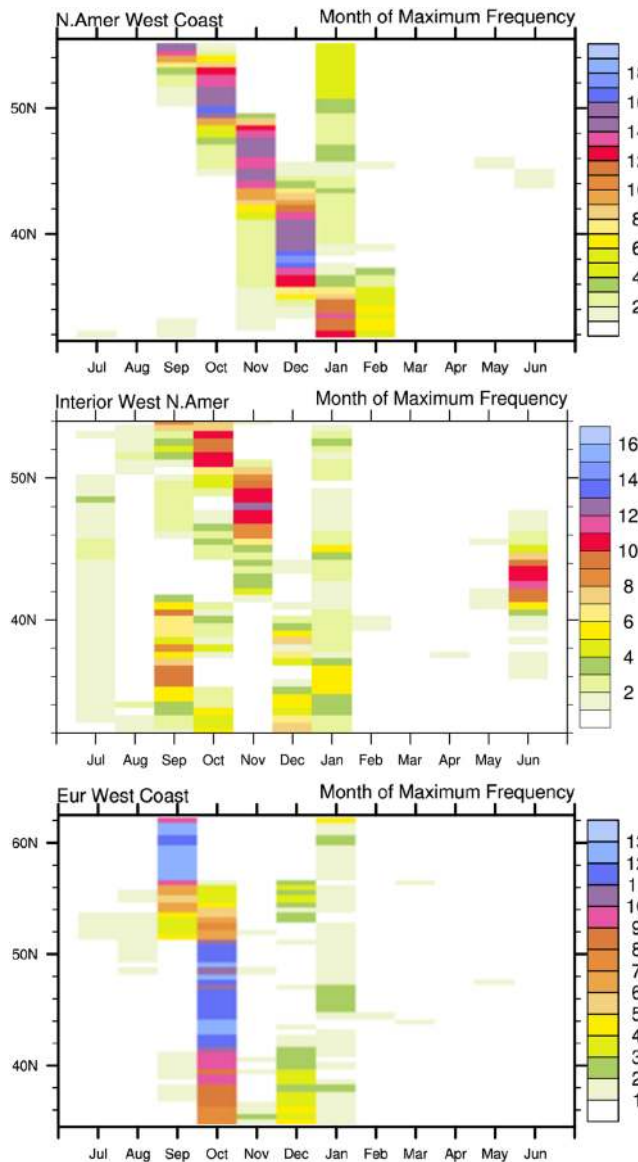 N.Amer West Coast Month of Maximum Frequency
18
16
50N
14
12
10
40N
8
6
4
2
Jul Aug Sep Oct Nov Dec Jan Feb Mar Apr May Jun
Interior West N.Amer Month of Maximum Frequency
16
50N
14
12
10
8
40N
6
4
2
Jul Aug Sep Oct Nov Dec Jan Feb Mar Apr May Jun
Eur West Coast Month of Maximum Frequency
60N
13
10
9
50N
8
7
6
5
4
40N
3
2
1
Jul Aug Sep Oct Nov Dec Jan Feb Mar Apr May Jun